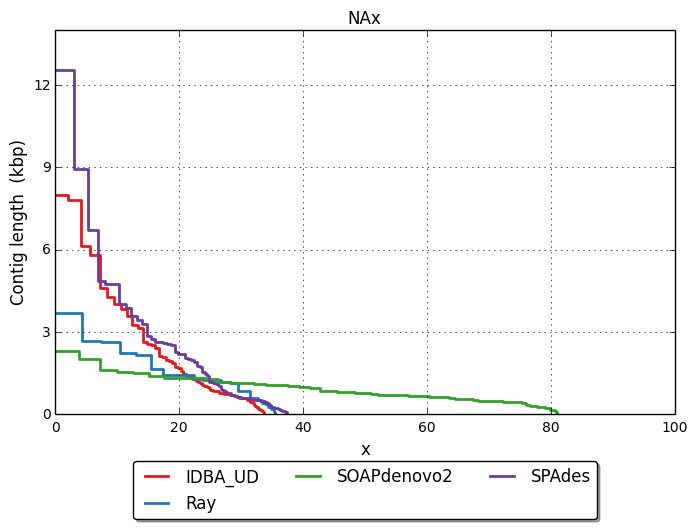 NAx
Contig length (kbp)
12
9
6
3
0
0 20 40 60 80 100
x
IDBA_UD SOAPdenovo2 SPAdes
Ray